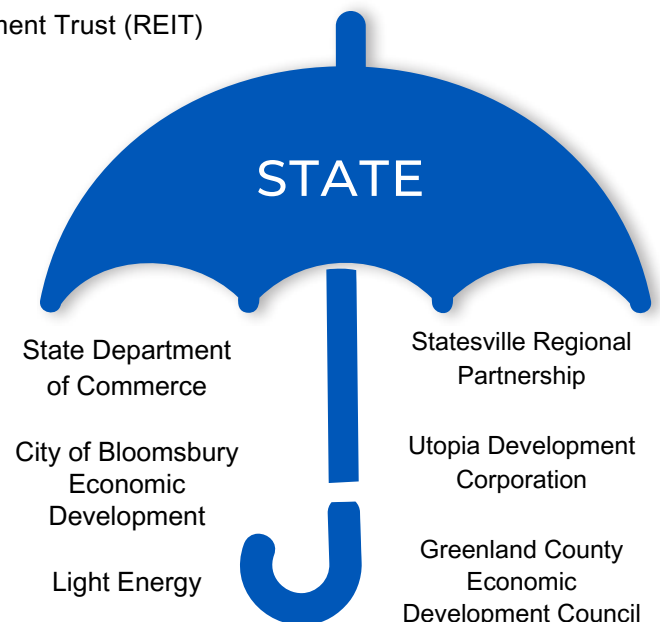 ment Trust (REIT)
STATE
State Department
of Commerce
City of Bloomsbury
Economic
Development
Light Energy
Statesville Regional
Partnership
Utopia Development
Corporation
Greenland County
Economic
Development Council